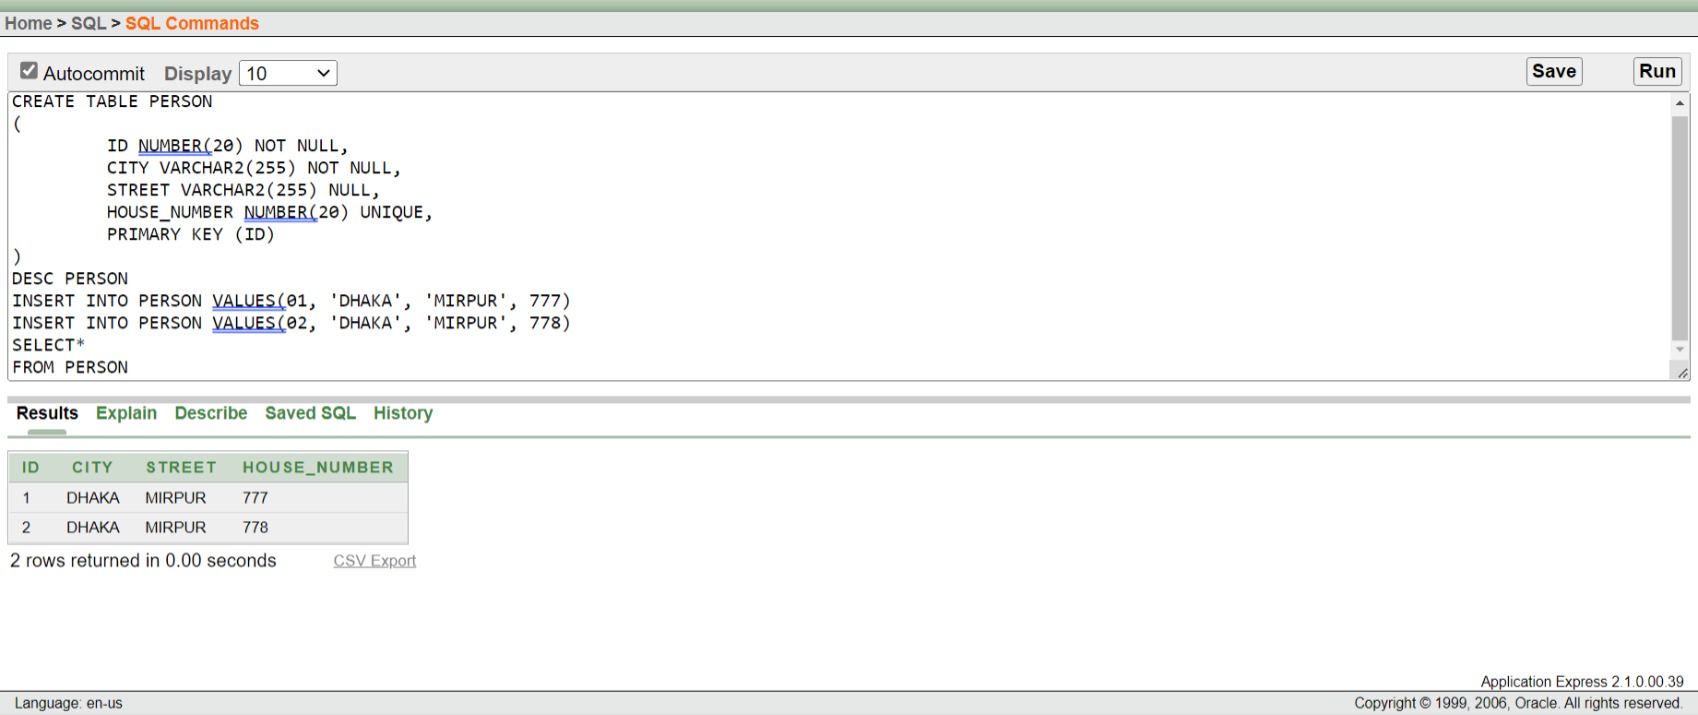 Home > SQL > SQL Commands
Autocommit Display 10 Save Run
CREATE TABLE PERSON
(
ID NUMBER(20) NOT NULL,
CITY VARCHAR2(255) NOT NULL,
STREET VARCHAR2(255) NULL,
HOUSE_NUMBER NUMBER(20) UNIQUE,
PRIMARY KEY (ID)
)
DESC PERSON
INSERT INTO PERSON VALUES(01, 'DHAKA', 'MIRPUR', 777)
INSERT INTO PERSON VALUES(02, 'DHAKA', 'MIRPUR', 778)
SELECT*
FROM PERSON
Results Explain Describe Saved SQL History
ID CITY STREET HOUSE_NUMBER
1 DHAKA MIRPUR 777
2 DHAKA MIRPUR 778
2 rows returned in 0.00 seconds CSV Export
Application Express 2.1.0.00.39
Language: en-us Copyright © 1999, 2006, Oracle. All rights reserved.